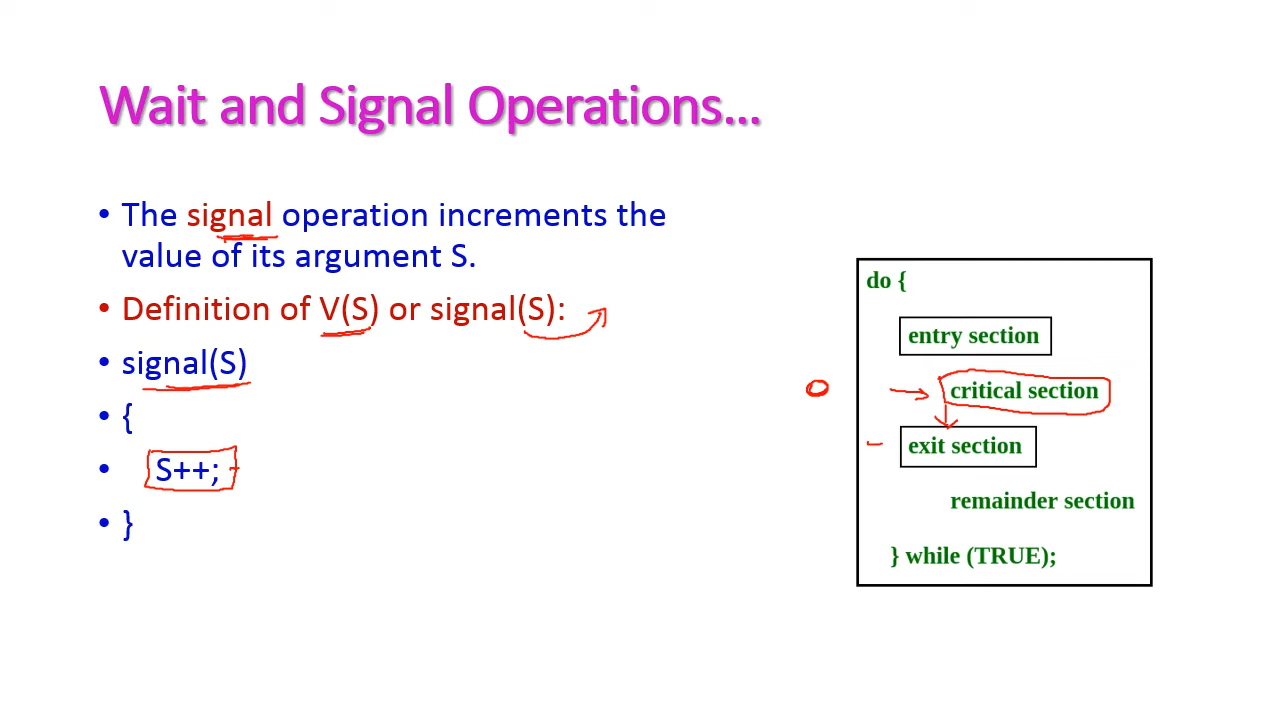 Wait and Signal Operations...
• The signal operation increments the
value of its argument S.
• Definition of V(S) or signal(S):
• signal(S)
• {
• S++;
• }
do {
entry section
0
critical section
exit section
remainder section
} while (TRUE);